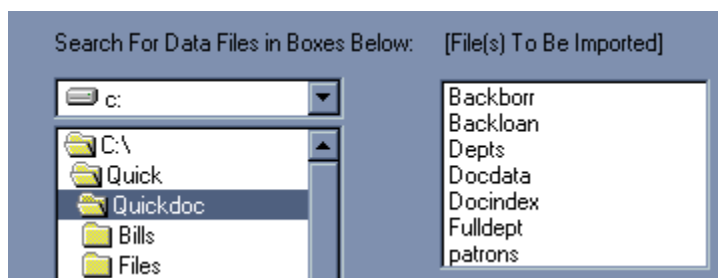 Search For Data Files in Boxes Below:
[File(s) To Be Imported]
c:
C:\
Quick
Quickdoc
Bills
Files
Backborr
Backloan
Depts
Docdata
Docindex
Fulldept
patrons